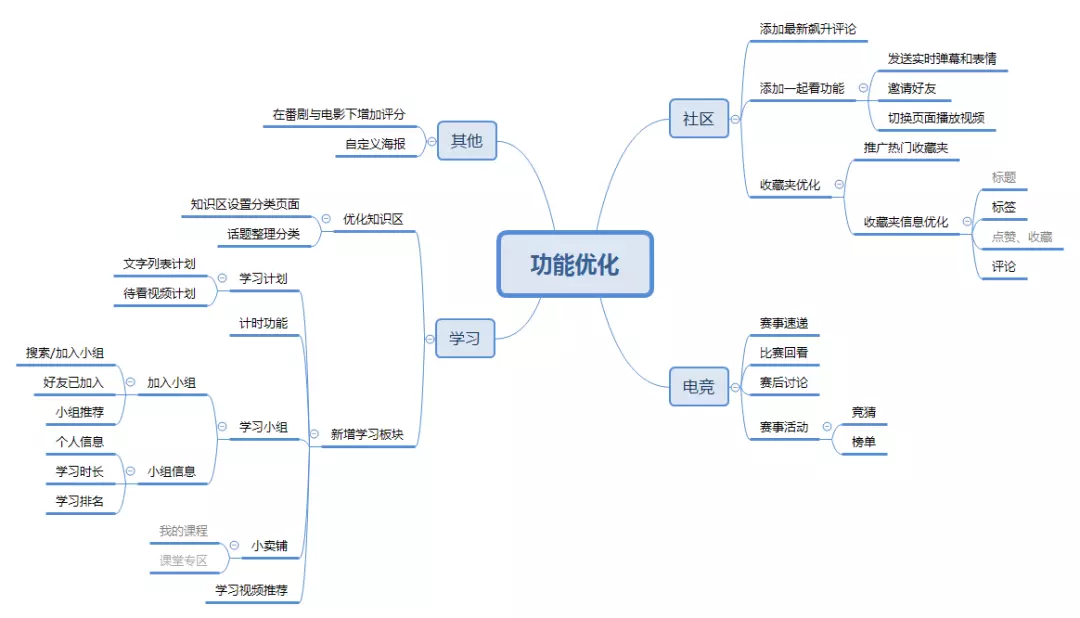 功能优化
社区
添加最新飙升评论
添加一起看功能
发送实时弹幕和表情
邀请好友
切换页面播放视频
收藏夹优化
推广热门收藏夹
收藏夹信息优化
标题
标签
点赞、收藏
评论
电竞
赛事速递
比赛回看
赛后讨论
赛事活动
竞猜
榜单
其他
在番剧与电影下增加评分
自定义海报
学习
优化知识区
知识区设置分类页面
话题整理分类
新增学习板块
学习计划
文字列表计划
待看视频计划
计时功能
学习小组
加入小组
搜素/加入小组
好友已加入
小组推荐
小组信息
个人信息
学习时长
学习排名
小卖铺
我的课程
课堂专区
学习视频推荐